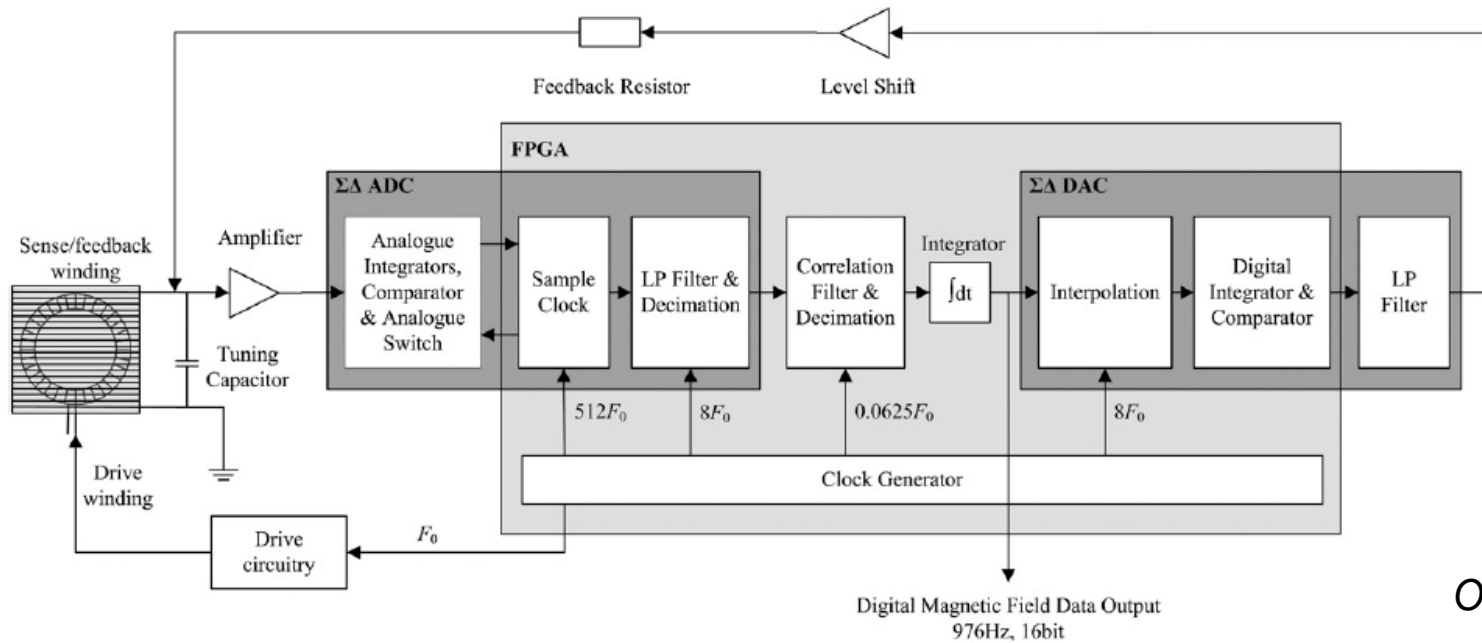 Feedback Resistor
Level Shift
FPGA
ΣΔ ADC
ΣΔ DAC
Sense/feedback
winding
Amplifier
Analogue
Integrators,
Comparator
& Analogue
Switch
Sample
Clock
LP Filter &
Decimation
Correlation
Filter &
Decimation
Integrator
∫dt
Interpolation
Digital
Integrator &
Comparator
LP
Filter
Tuning
Capacitor
512F₀
8F₀
0.0625F₀
8F₀
Drive
winding
Clock Generator
Drive
circuitry
F₀
Digital Magnetic Field Data Output
976Hz, 16bit
O